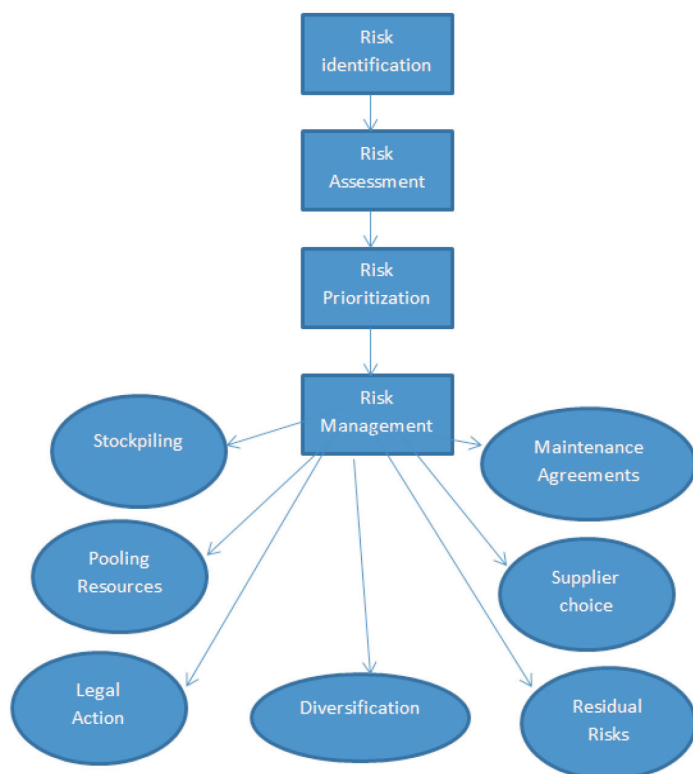 Risk
identification
Risk
Assessment
Risk
Prioritization
Risk
Management
Stockpiling
Maintenance
Agreements
Pooling
Resources
Supplier
choice
Legal
Action
Diversification
Residual
Risks